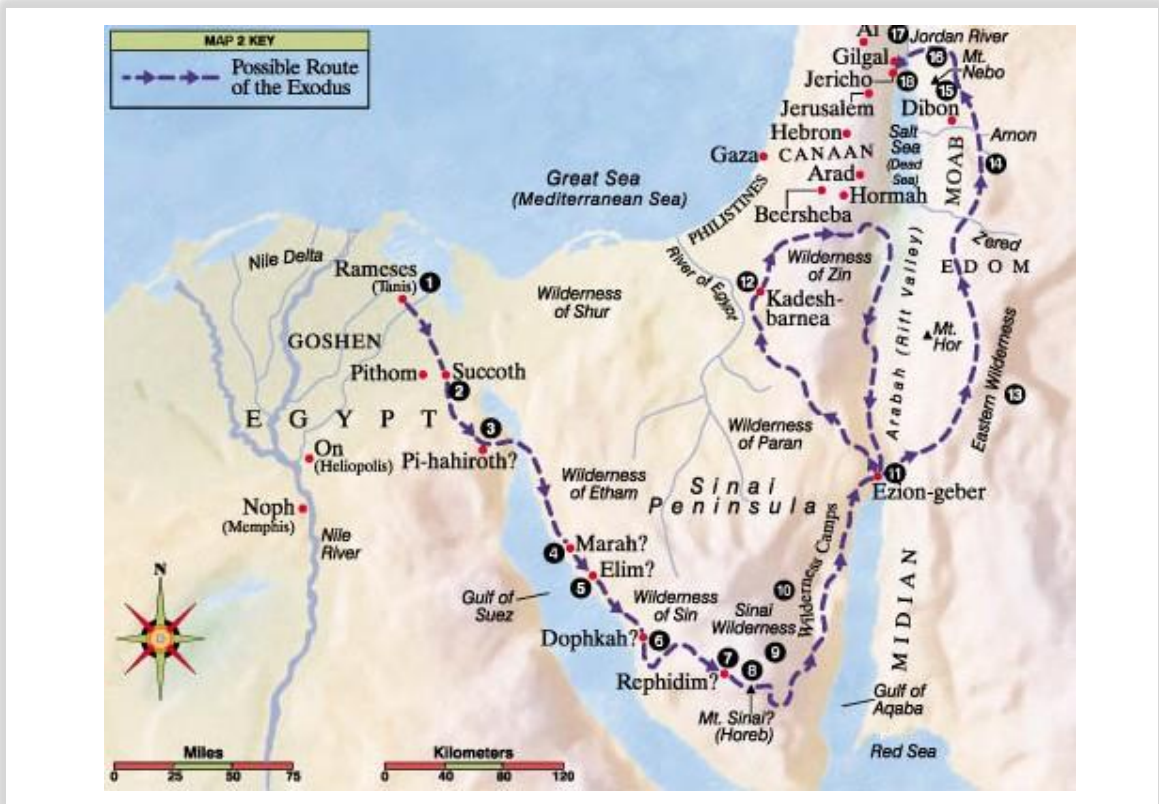 MAP 2 KEY
Possible Route
of the Exodus
Ai
17
Jordan River
Gilgal
16
Mt.
Nebo
Jericho
18
15
Jerusalem
Dibon
Hebron
Salt
Sea
(Dead
Sea)
Arnon
Gaza
CANAAN
MOAB
14
Great Sea
(Mediterranean Sea)
Arad
Hormah
PHILISTINES
Beersheba
Zered
Nile Delta
Rameses
(Tanis)
1
River of Egypt
Wilderness
of Zin
EDOM
12
Kadesh-
barnea
Wilderness
of Shur
Arabah (Rift Valley)
Mt.
Hor
GOSHEN
Pithom
Succoth
2
Eastern Wilderness
13
EGYPT
3
Wilderness
of Paran
On
(Heliopolis)
Pi-hahiroth?
Wilderness
of Etham
Sinai
Peninsula
11
Ezion-geber
Noph
(Memphis)
Nile
River
4
Marah?
Elim?
5
Wilderness Camps
MIDIAN
N
Gulf of
Suez
Wilderness
of Sin
10
Sinai
Wilderness
Dophkah?
6
7
8
9
Rephidim?
Mt. Sinai?
(Horeb)
Gulf of
Aqaba
Red Sea
Miles
0 25 50 75
Kilometers
0 40 80 120